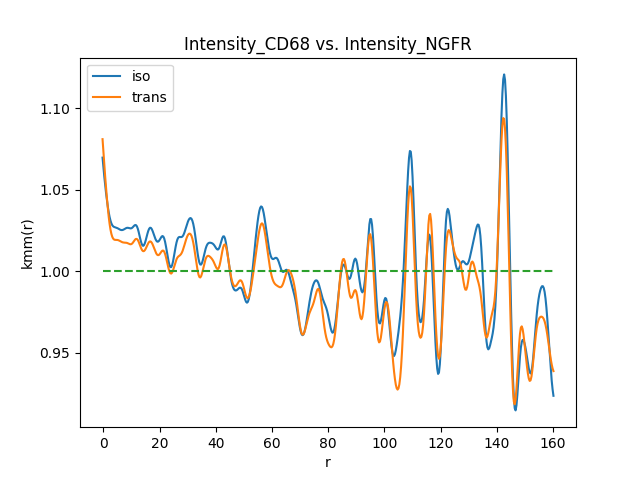 Intensity_CD68 vs. Intensity_NGFR
iso
trans
kmm(r)
1.10
1.05
1.00
0.95
0 20 40 60 80 100 120 140 160
r